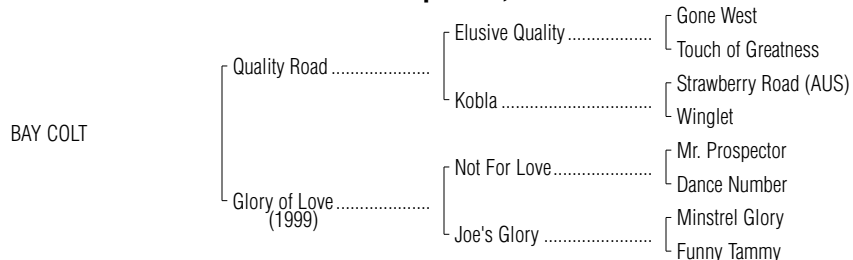 Gone West
Elusive Quality ...................
Touch of Greatness
Quality Road ......................
Strawberry Road (AUS)
Kobla .................................
Winglet
BAY COLT
Mr. Prospector
Not For Love......................
Dance Number
Glory of Love .....................
(1999)
Minstrel Glory
Joe's Glory ........................
Funny Tammy